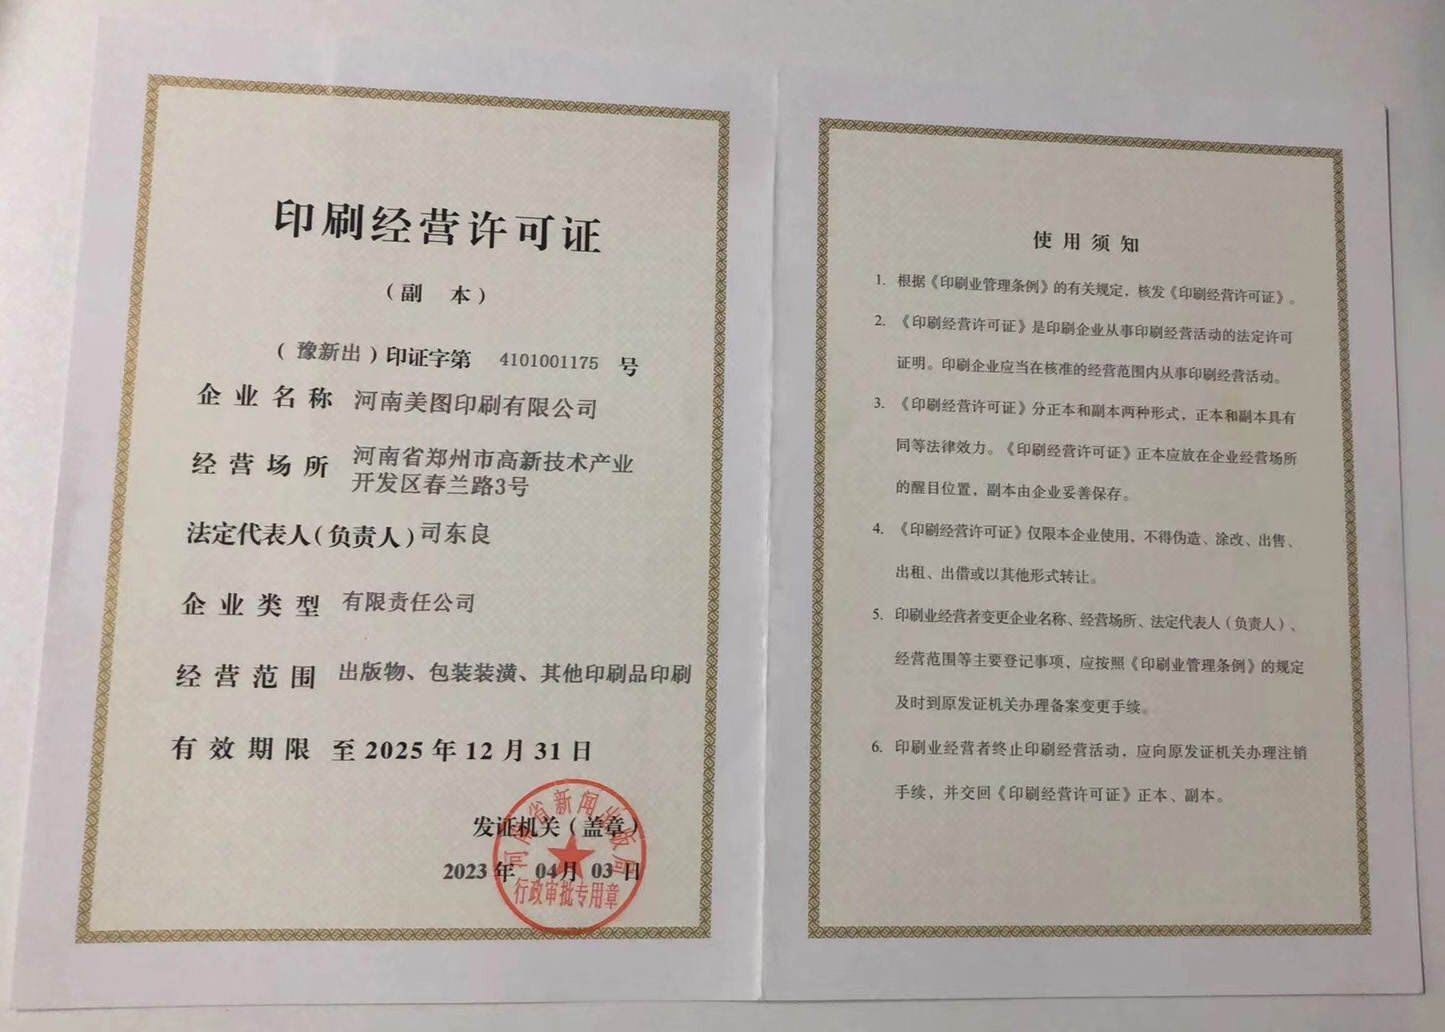 印刷经营许可证
（副 本）
（豫新出）印证字第 4101001175 号
企业名称 河南美图印刷有限公司
经营场所 河南省郑州市高新技术产业
开发区春兰路3号
法定代表人（负责人）司东良
企业类型 有限责任公司
经营范围 出版物、包装装潢、其他印刷品印刷
有效期限 至2025年12月31日
发证机关（盖章）
2023年 04月 03日
河南省新闻出版局
行政审批专用章
使用须知
1. 根据《印刷业管理条例》的有关规定，核发《印刷经营许可证》。
2. 《印刷经营许可证》是印刷企业从事印刷经营活动的法定许可
证明。印刷企业应当在核准的经营范围内从事印刷经营活动。
3. 《印刷经营许可证》分正本和副本两种形式，正本和副本具有
同等法律效力。《印刷经营许可证》正本应放在企业经营场所
的醒目位置，副本由企业妥善保存。
4. 《印刷经营许可证》仅限本企业使用，不得伪造、涂改、出售、
出租、出借或以其他形式转让。
5. 印刷业经营者变更企业名称、经营场所、法定代表人（负责人）、
经营范围等主要登记事项，应按照《印刷业管理条例》的规定
及时到原发证机关办理备案变更手续。
6. 印刷业经营者终止印刷经营活动，应向原发证机关办理注销
手续，并交回《印刷经营许可证》正本、副本。